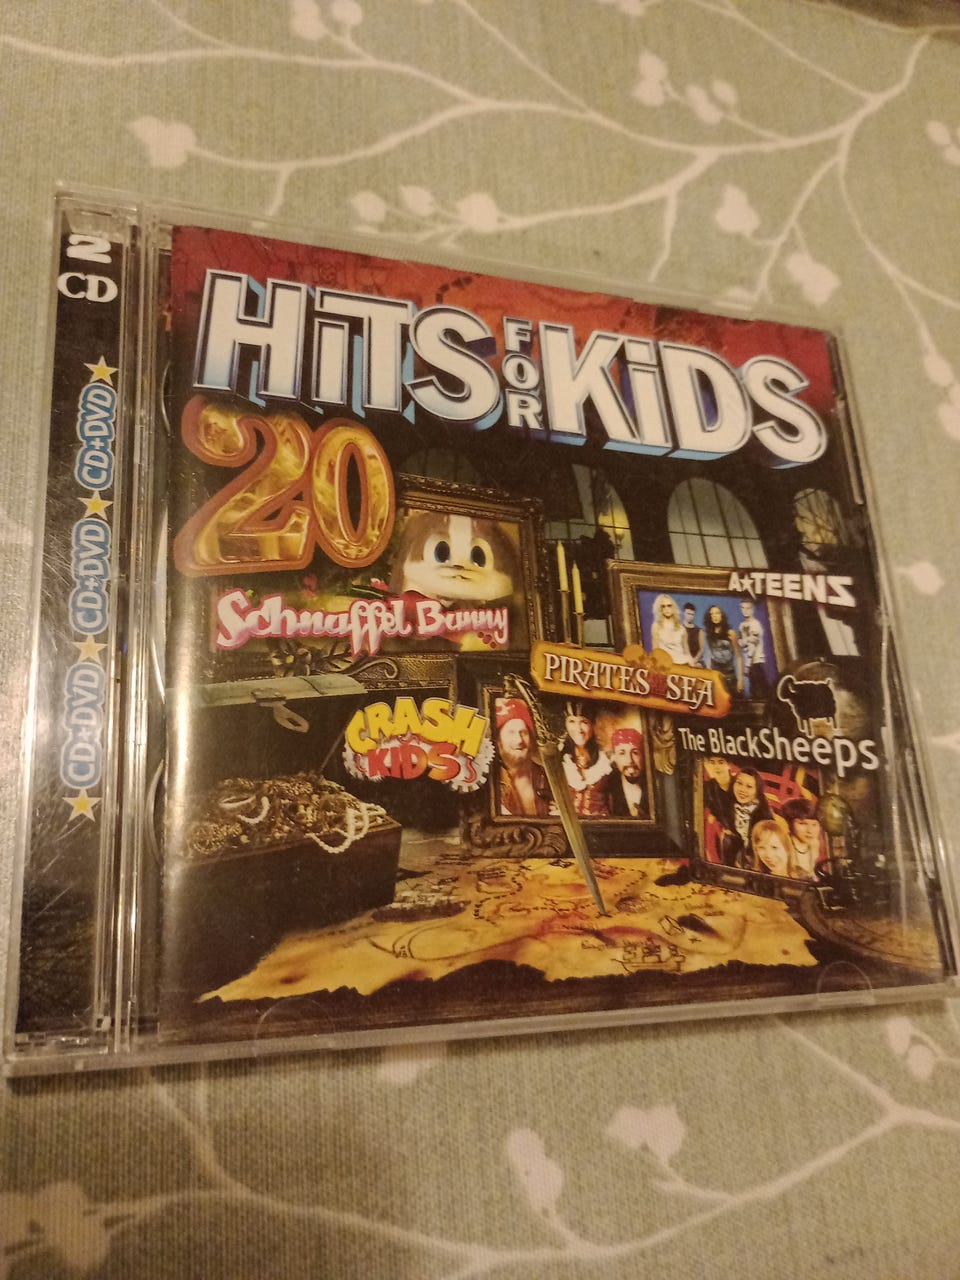 2
CD
CD+DVD
CD+DVD
CD+DVD
HiTS FOR KiDS
20
Schnaffel Bunny
A★TEENS
PIRATES SEA
CRASH
KIDS
The BlackSheeps